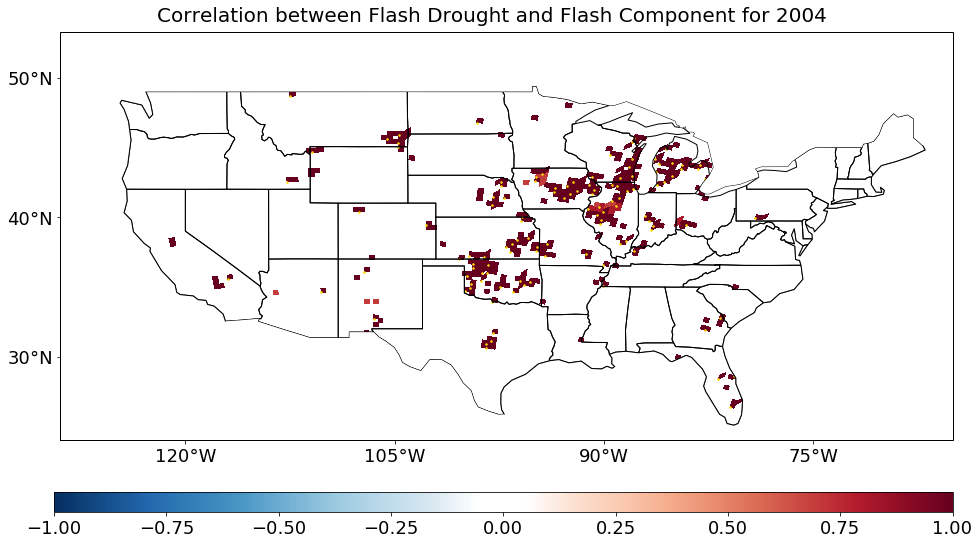 Correlation between Flash Drought and Flash Component for 2004
50°N
40°N
30°N
120°W 105°W 90°W 75°W
−1.00 −0.75 −0.50 −0.25 0.00 0.25 0.50 0.75 1.00